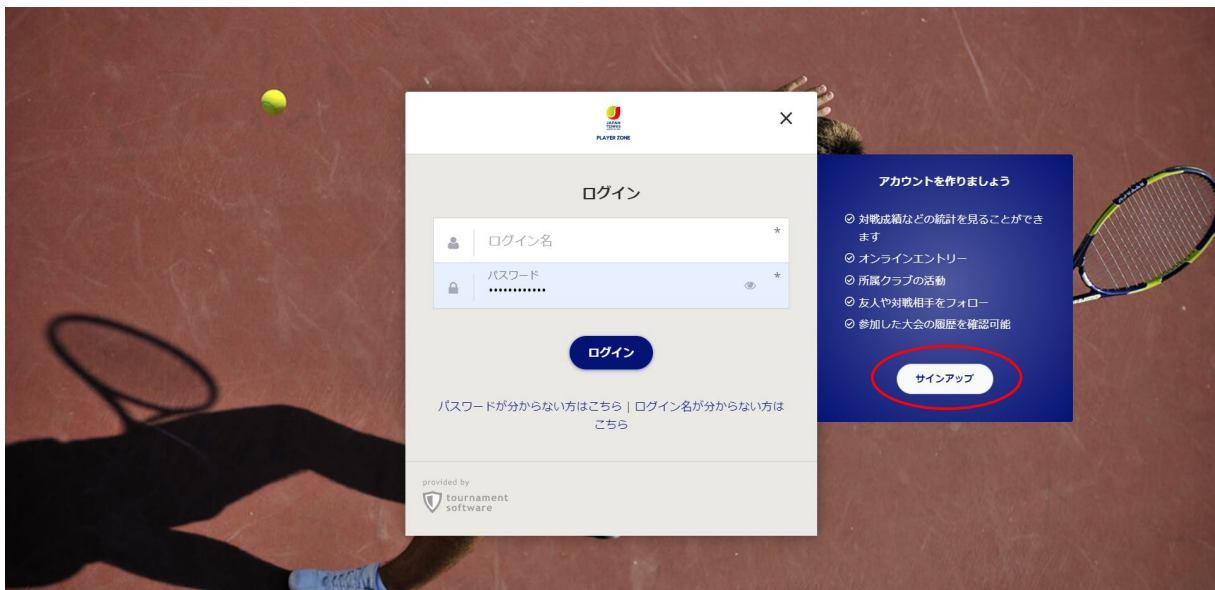 JAPAN
TENNIS
PLAYER ZONE
ログイン
ログイン名 *
パスワード *
••••••••••••
ログイン
パスワードが分からない方はこちら | ログイン名が分からない方は
こちら
provided by
tournament
software
アカウントを作りましょう
対戦成績などの統計を見ることができ
ます
オンラインエントリー
所属クラブの活動
友人や対戦相手をフォロー
参加した大会の履歴を確認可能
サインアップ